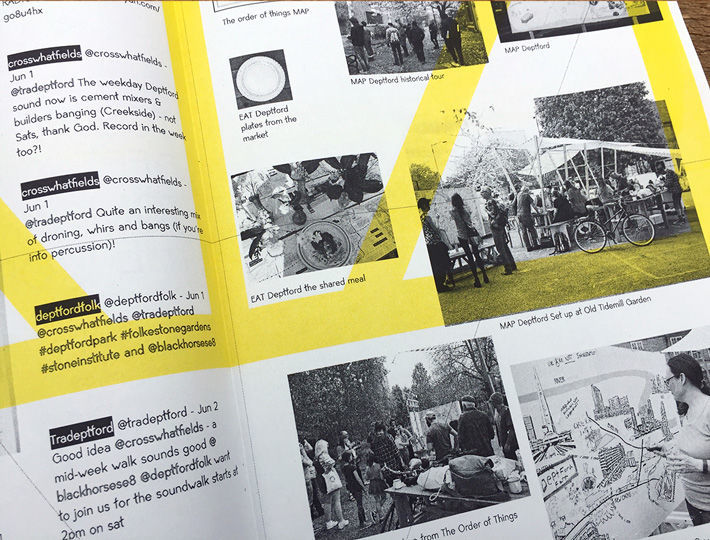 go8u4hx
crosswhatfields @crosswhatfields -
Jun 1
@tradeptford The weekday Deptford
sound now is cement mixers &
builders banging (Creekside) - not
Sats, thank God. Record in the week
too?!
crosswhatfields @crosswhatfields -
Jun 1
@tradeptford Quite an interesting mix
of droning, whirs and bangs (if you're
into percussion)!
deptfordfolk @deptfordfolk - Jun 1
@crosswhatfields @tradeptford
#deptfordpark #folkestonegardens
#stoneinstitute and @blackhorsese8
Tradeptford @tradeptford - Jun 2
Good idea @crosswhatfields - a
mid-week walk sounds good @
blackhorsese8 @deptfordfolk want
to join us for the soundwalk starts at
2pm on sat
The order of things MAP
MAP Deptford historical tour
MAP Deptford
EAT Deptford
plates from the
market
EAT Deptford the shared meal
MAP Deptford Set up at Old Tidemill Garden
from The Order of Things